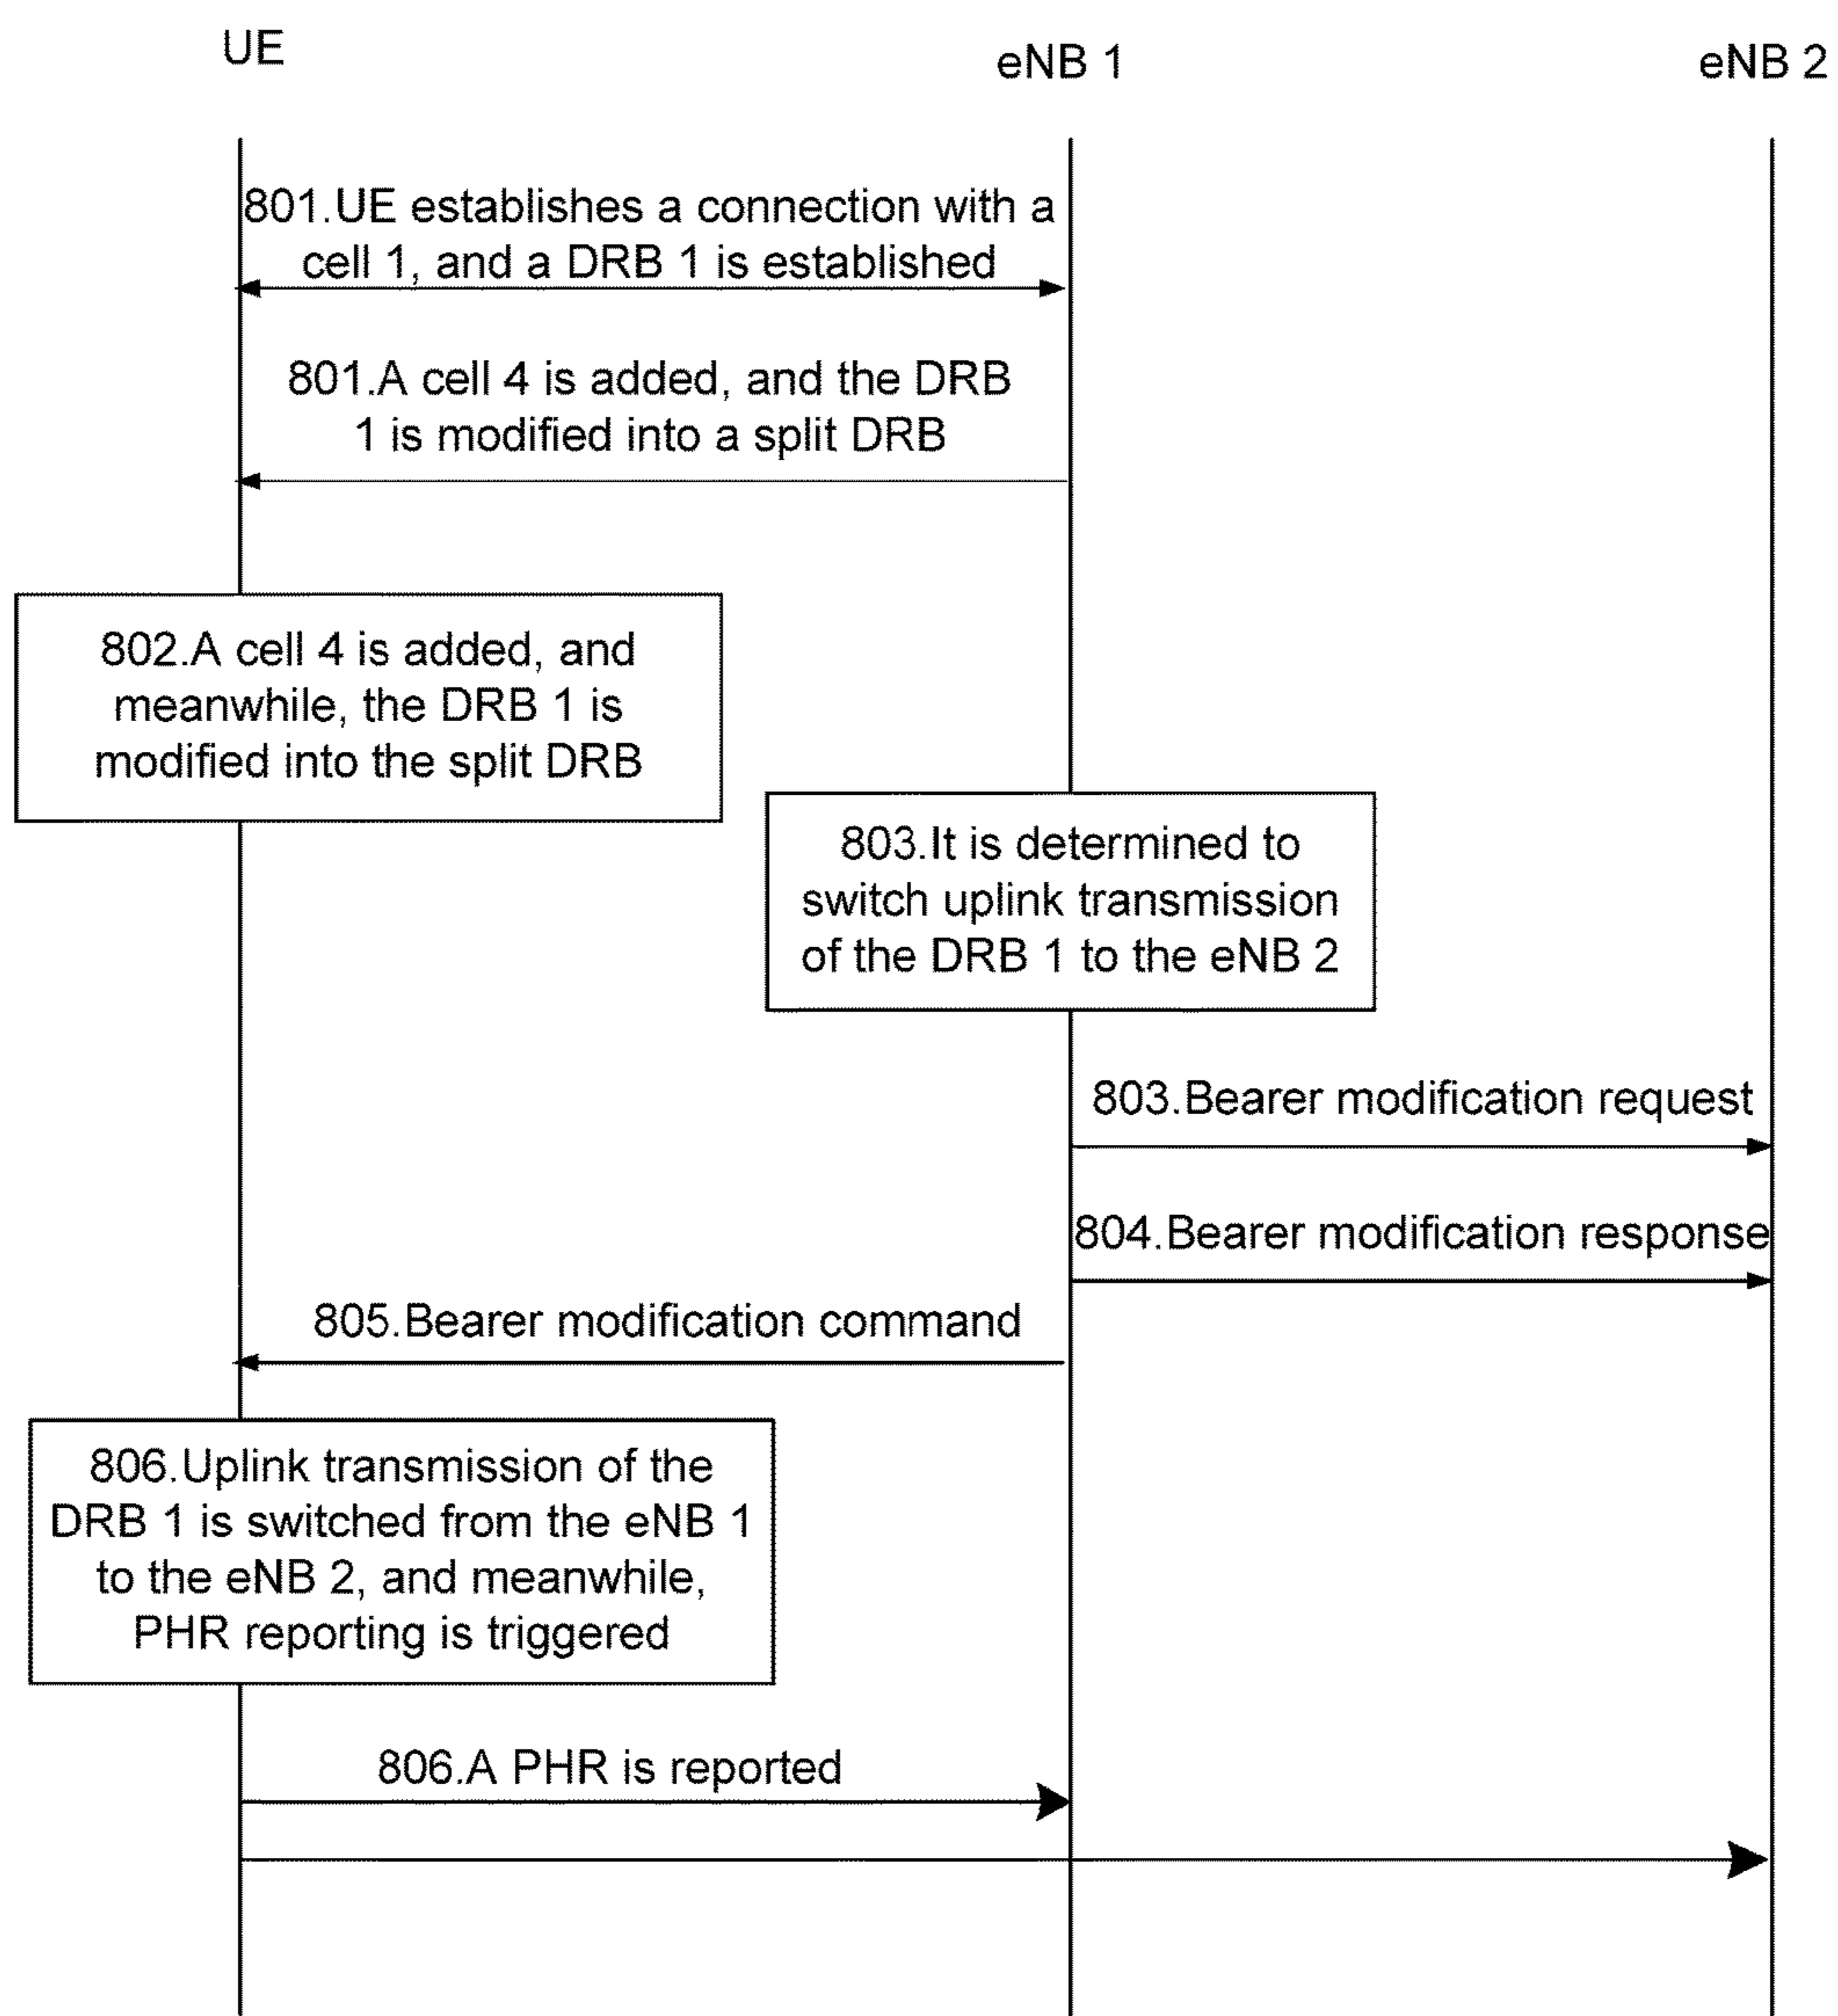 UE
eNB 1
eNB 2
801.UE establishes a connection with a
cell 1, and a DRB 1 is established
801.A cell 4 is added, and the DRB
1 is modified into a split DRB
802.A cell 4 is added, and
meanwhile, the DRB 1 is
modified into the split DRB
803.It is determined to
switch uplink transmission
of the DRB 1 to the eNB 2
803.Bearer modification request
804.Bearer modification response
805.Bearer modification command
806.Uplink transmission of the
DRB 1 is switched from the eNB 1
to the eNB 2, and meanwhile,
PHR reporting is triggered
806.A PHR is reported